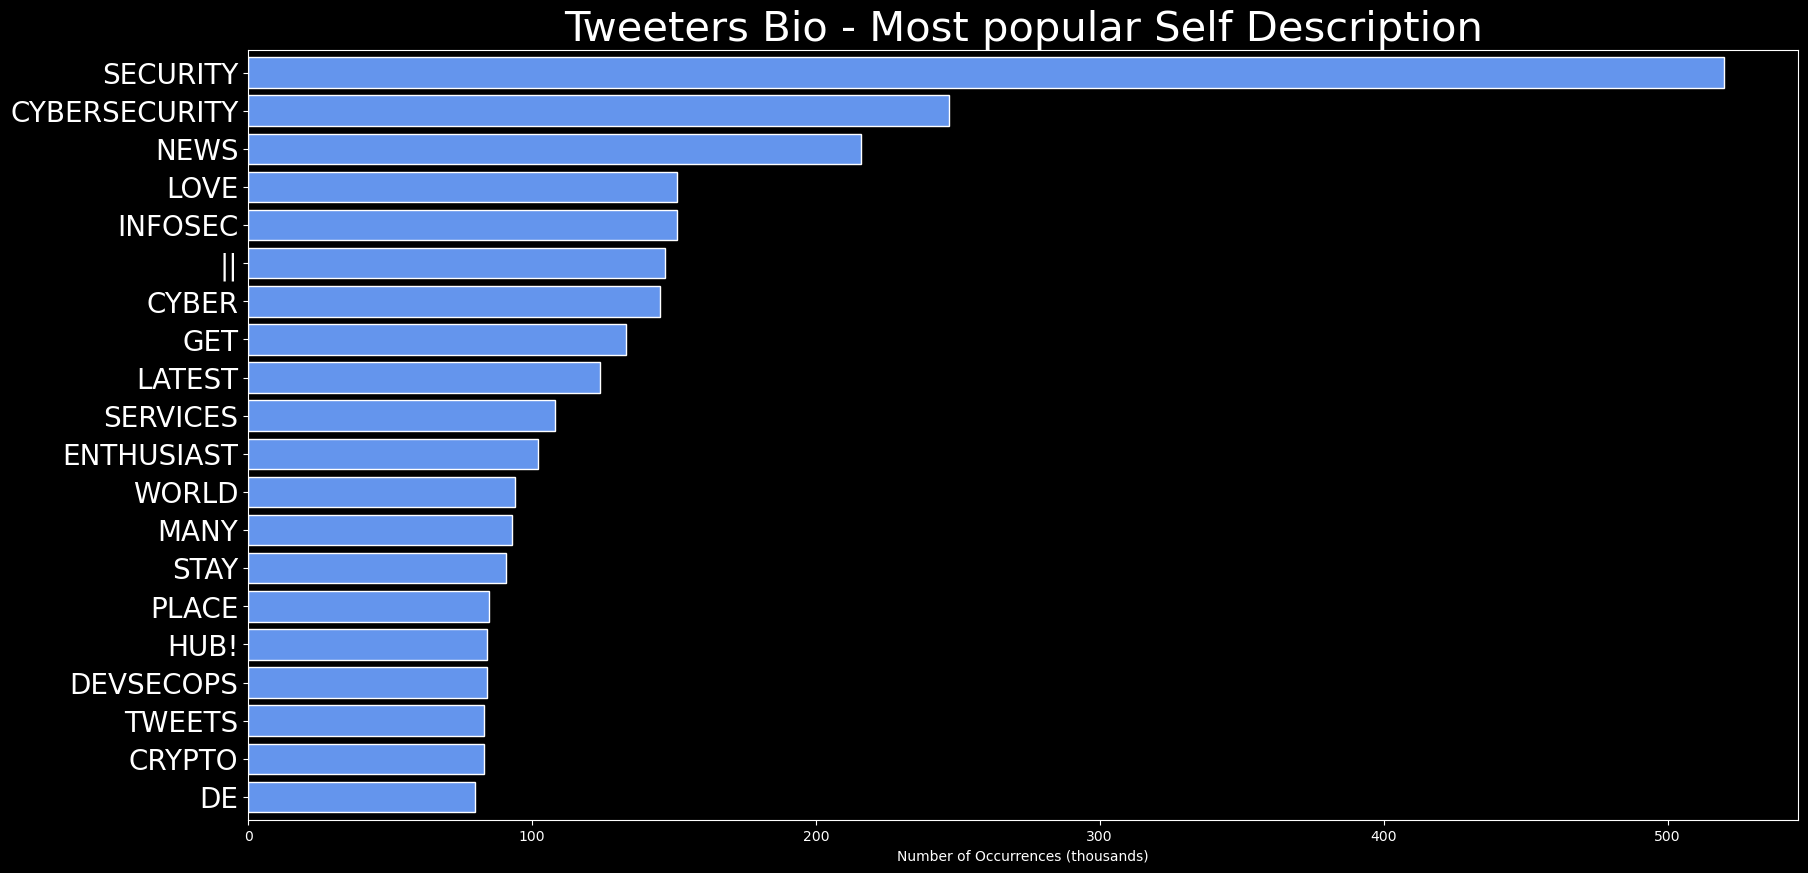 Tweeters Bio - Most popular Self Description
SECURITY
CYBERSECURITY
NEWS
LOVE
INFOSEC
||
CYBER
GET
LATEST
SERVICES
ENTHUSIAST
WORLD
MANY
STAY
PLACE
HUB!
DEVSECOPS
TWEETS
CRYPTO
DE
0 100 200 300 400 500
Number of Occurrences (thousands)